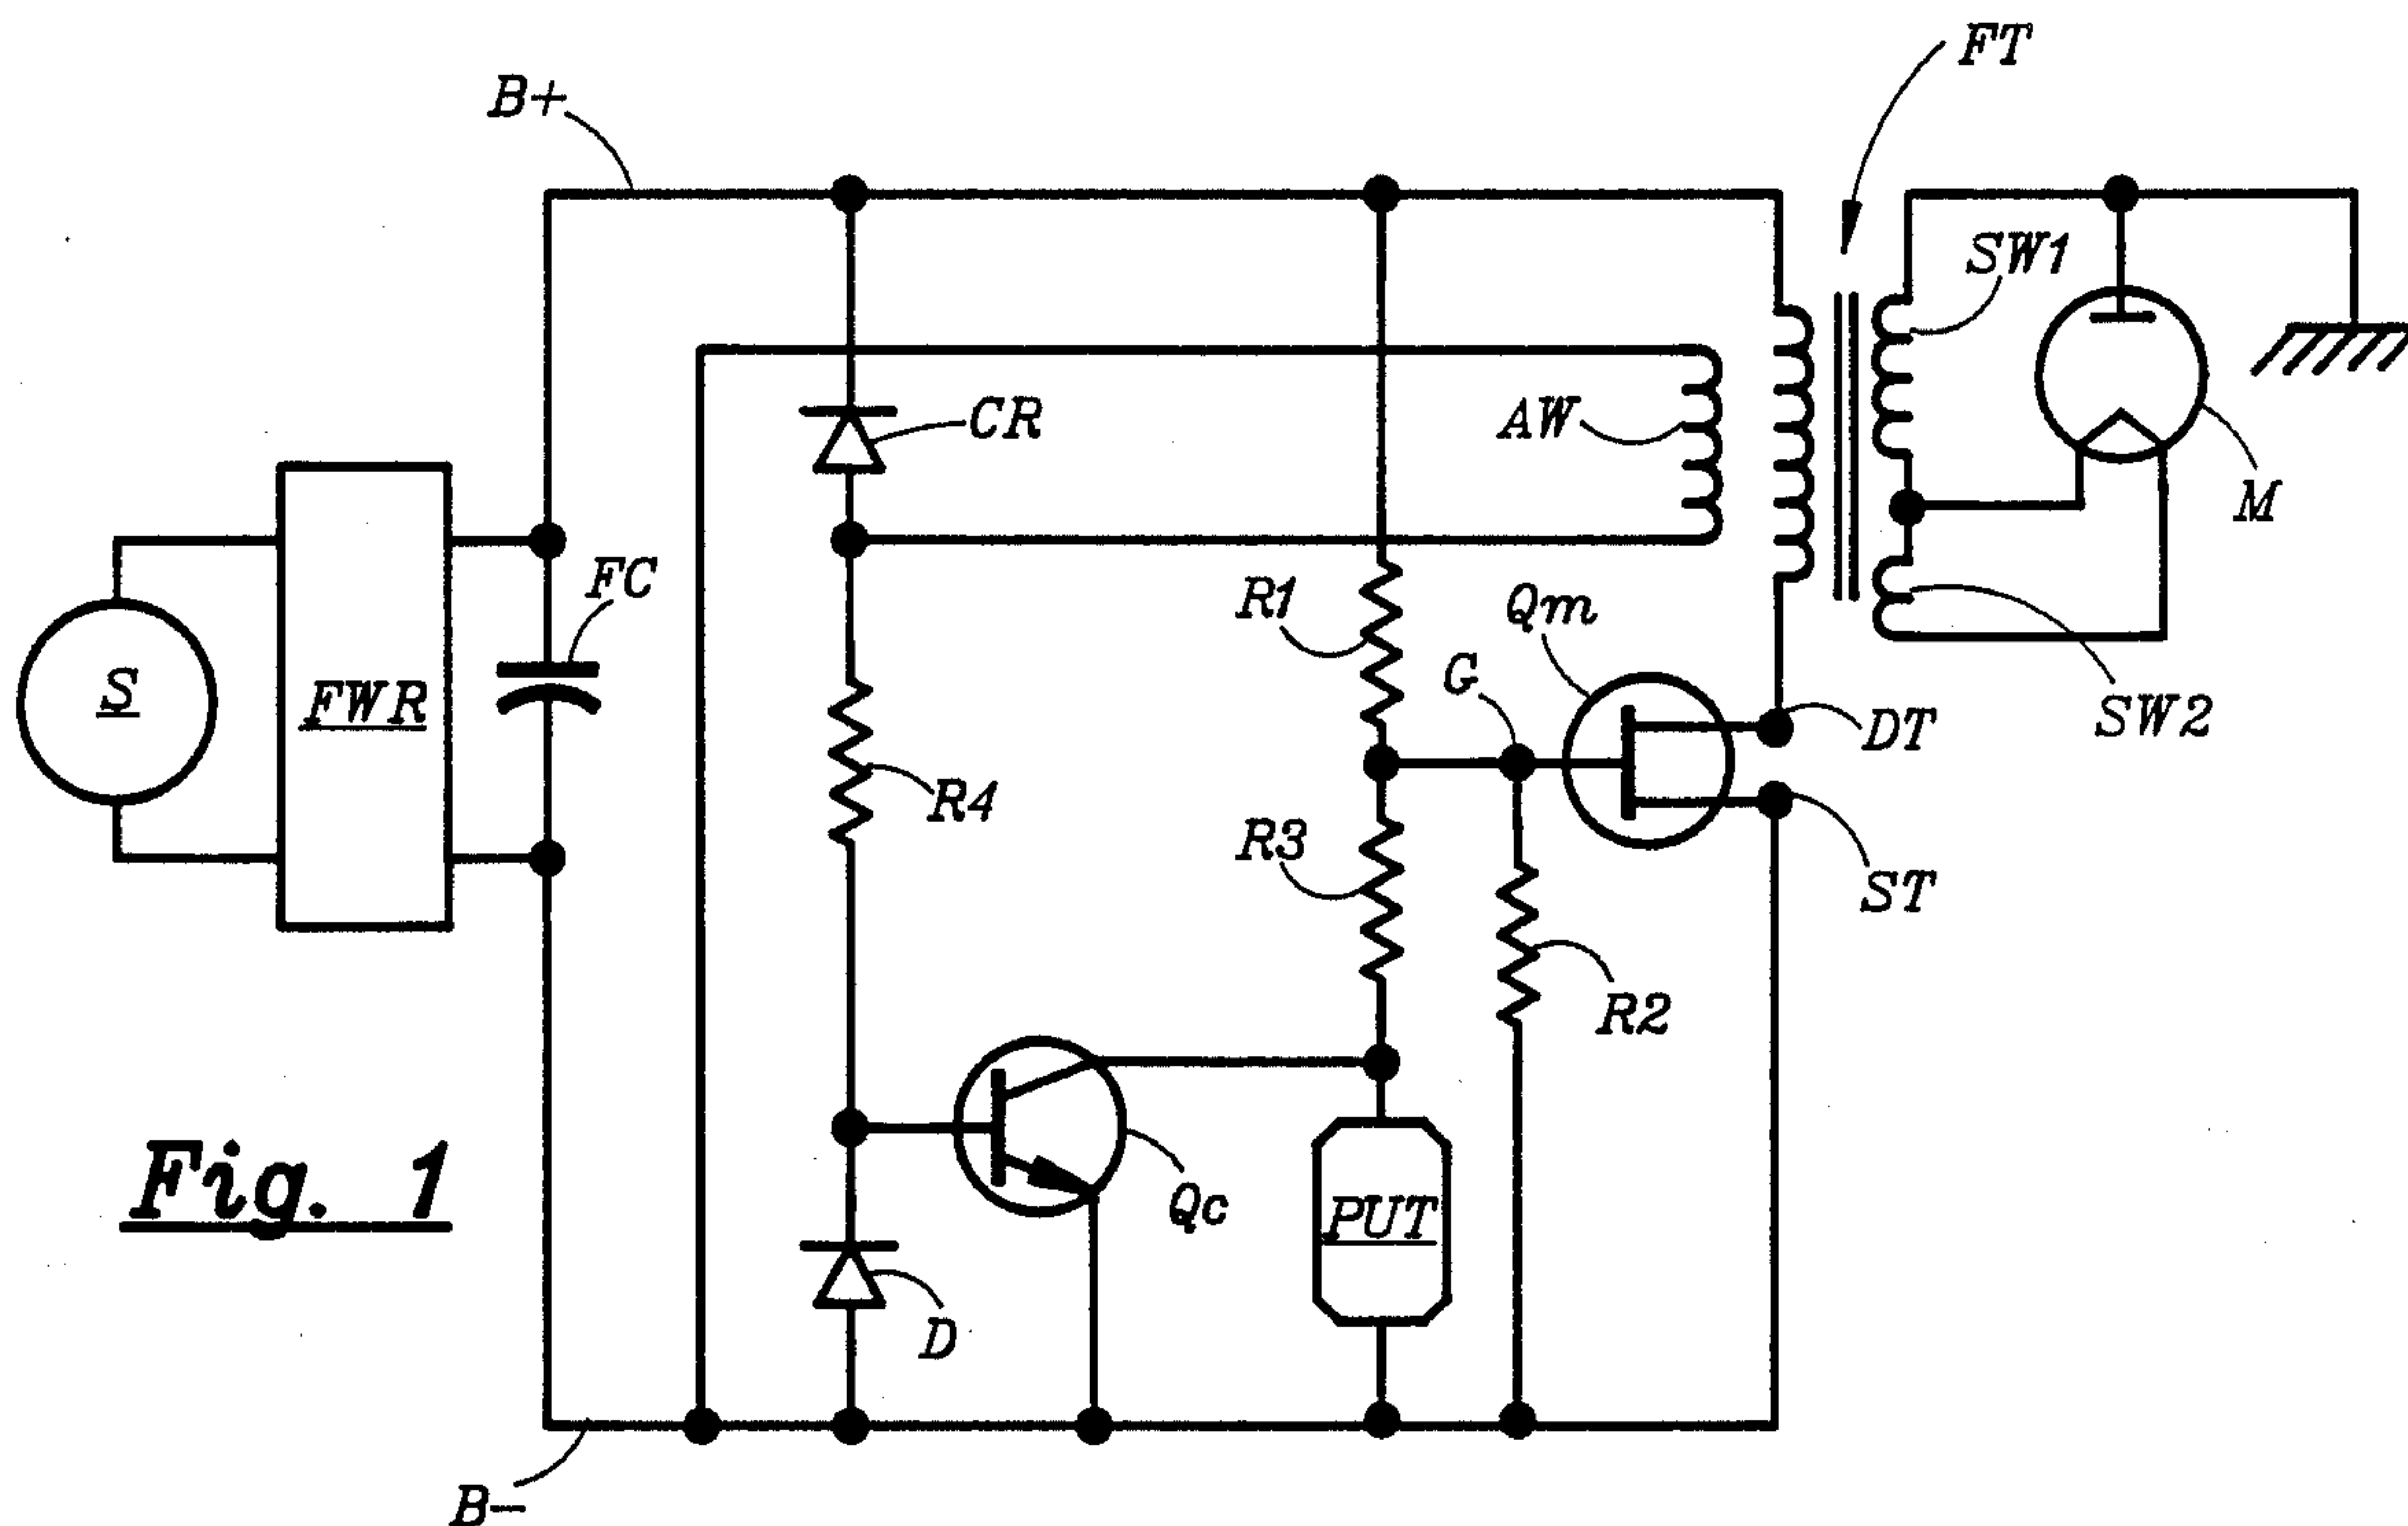 FT
B+
SW1
CR
AW
M
FC
R1
Qm
S
FWR
G
SW2
DT
R4
R3
ST
R2
Fig. 1
Qc
PUT
D
B-